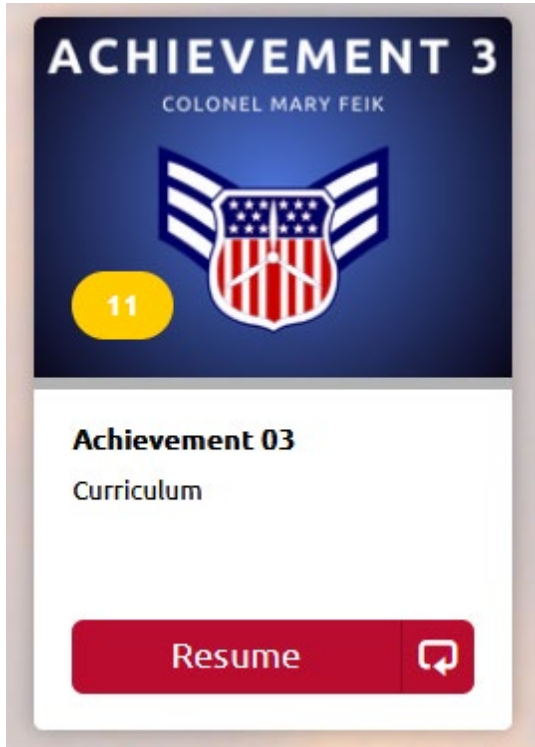 ACHIEVEMENT 3
COLONEL MARY FEIK
11
Achievement 03
Curriculum
Resume